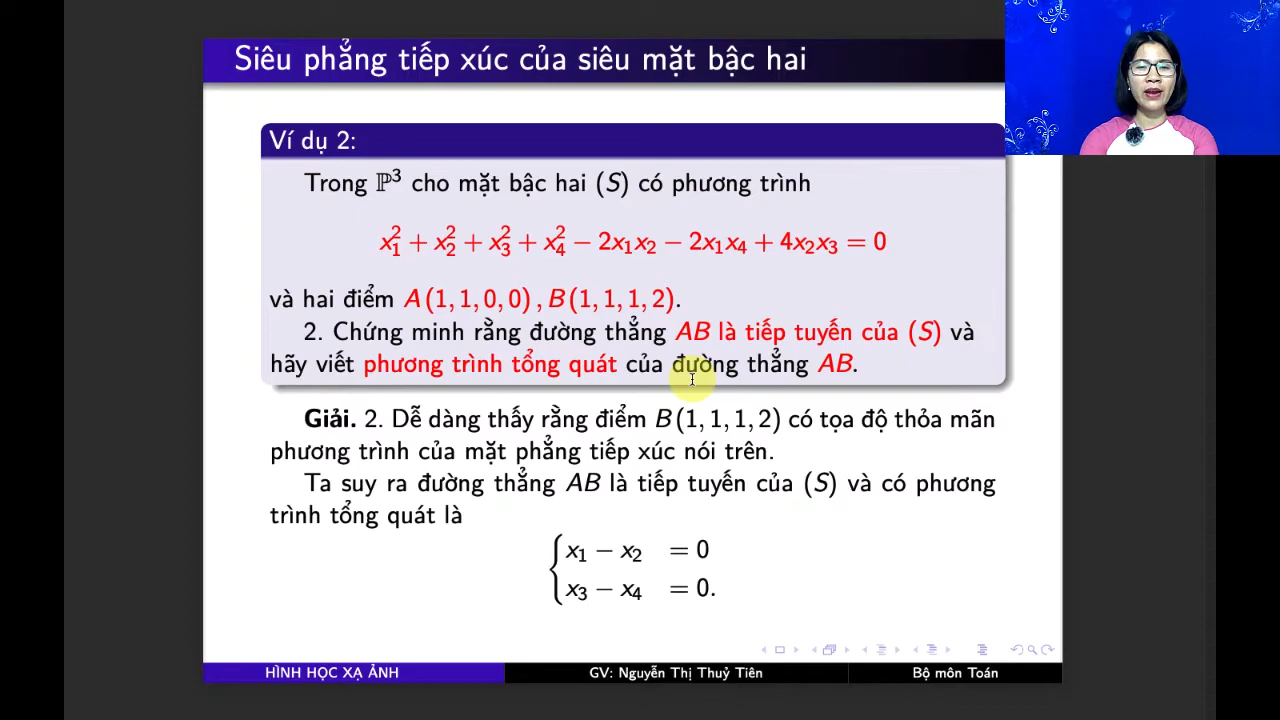 Siêu phẳng tiếp xúc của siêu mặt bậc hai
Ví dụ 2:
Trong ℙ³ cho mặt bậc hai (S) có phương trình
x₁² + x₂² + x₃² + x₄² − 2x₁x₂ − 2x₁x₄ + 4x₂x₃ = 0
và hai điểm A(1, 1, 0, 0), B(1, 1, 1, 2).
2. Chứng minh rằng đường thẳng AB là tiếp tuyến của (S) và
hãy viết phương trình tổng quát của đường thẳng AB.
Giải. 2. Dễ dàng thấy rằng điểm B(1, 1, 1, 2) có tọa độ thỏa mãn
phương trình của mặt phẳng tiếp xúc nói trên.
Ta suy ra đường thẳng AB là tiếp tuyến của (S) và có phương
trình tổng quát là
x₁ − x₂ = 0
x₃ − x₄ = 0.
HÌNH HỌC XẠ ẢNH GV: Nguyễn Thị Thuỷ Tiên Bộ môn Toán